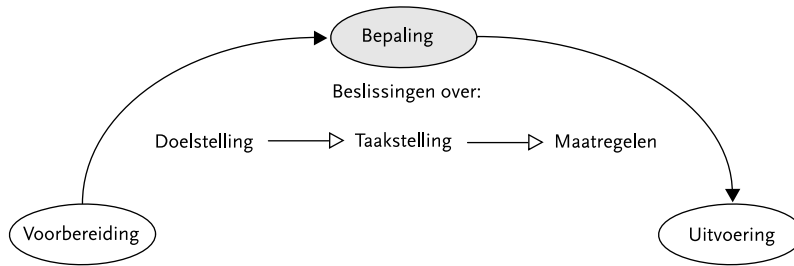 Bepaling
Beslissingen over:
Doelstelling Taakstelling Maatregelen
Voorbereiding Uitvoering